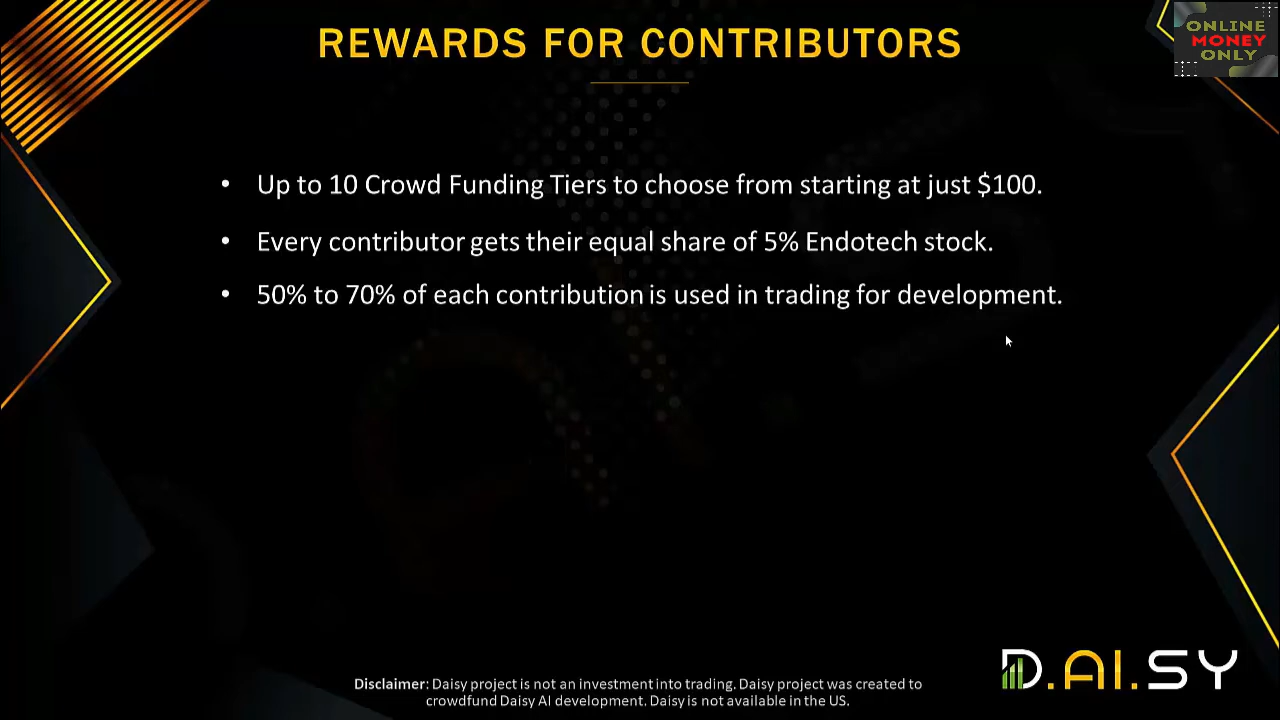 REWARDS FOR CONTRIBUTORS
ONLINE
MONEY
ONLY
• Up to 10 Crowd Funding Tiers to choose from starting at just $100.
• Every contributor gets their equal share of 5% Endotech stock.
• 50% to 70% of each contribution is used in trading for development.
D.AI.SY
Disclaimer: Daisy project is not an investment into trading. Daisy project was created to
crowdfund Daisy AI development. Daisy is not available in the US.